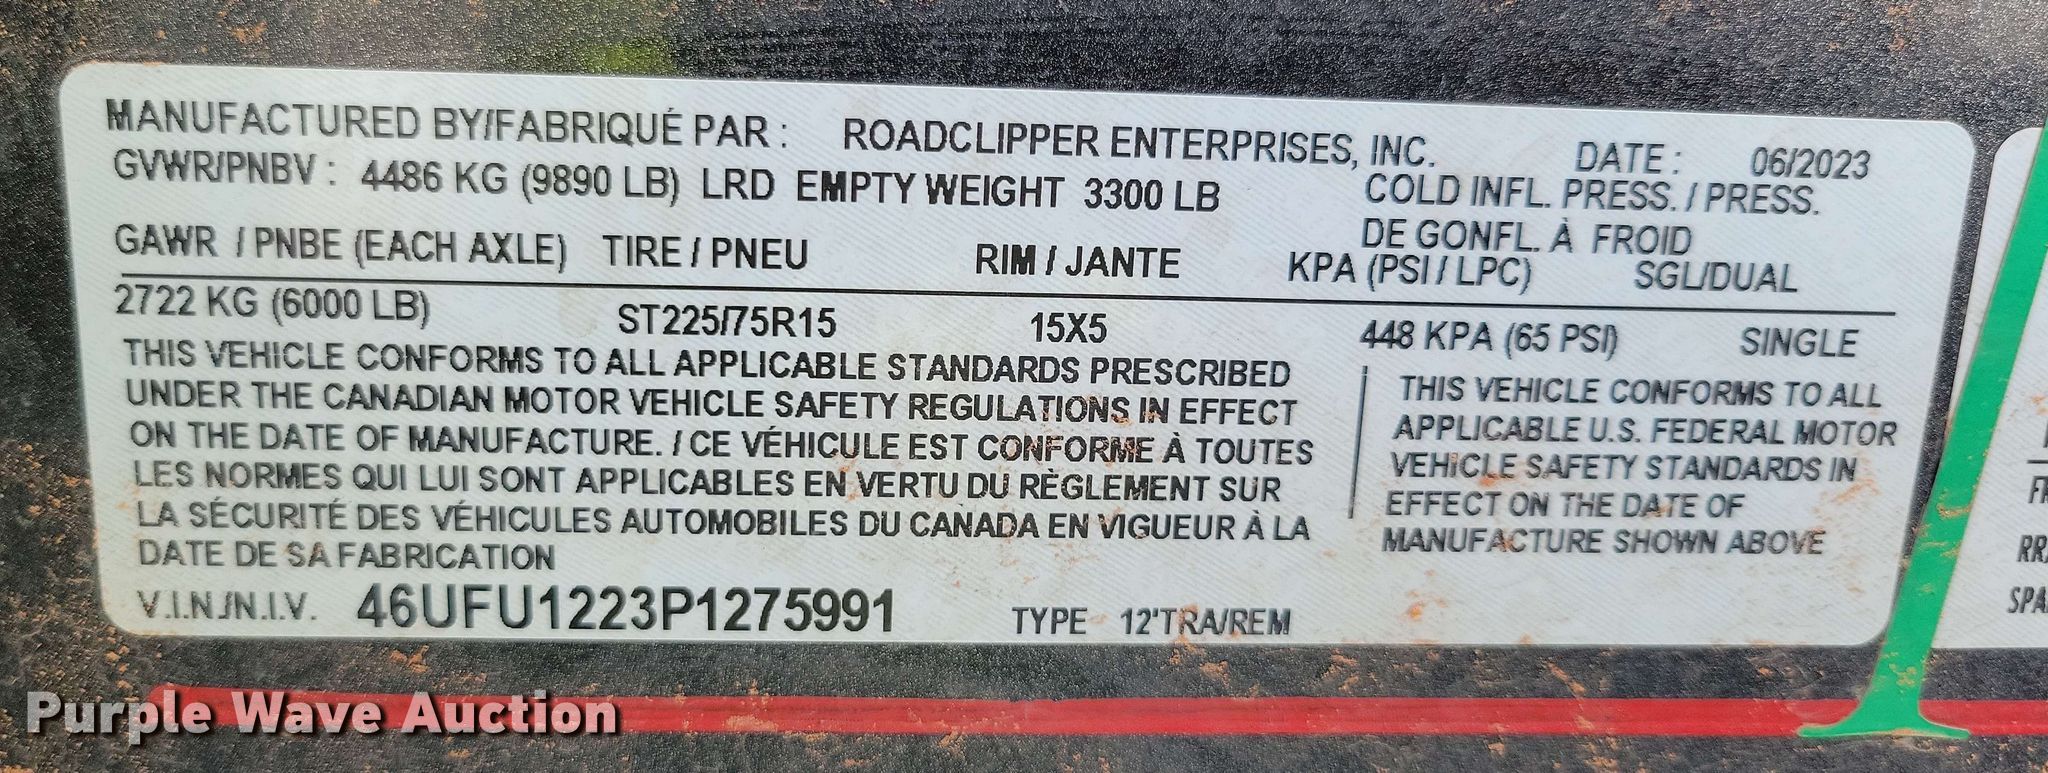 MANUFACTURED BY/FABRIQUÉ PAR : ROADCLIPPER ENTERPRISES, INC. DATE : 06/2023
GVWR/PNBV : 4486 KG (9890 LB) LRD EMPTY WEIGHT 3300 LB COLD INFL. PRESS. / PRESS.
DE GONFL. À FROID
GAWR / PNBE (EACH AXLE) TIRE / PNEU RIM / JANTE KPA (PSI / LPC) SGL/DUAL
2722 KG (6000 LB) ST225/75R15 15X5 448 KPA (65 PSI) SINGLE
THIS VEHICLE CONFORMS TO ALL APPLICABLE STANDARDS PRESCRIBED
UNDER THE CANADIAN MOTOR VEHICLE SAFETY REGULATIONS IN EFFECT
ON THE DATE OF MANUFACTURE. / CE VÉHICULE EST CONFORME À TOUTES
LES NORMES QUI LUI SONT APPLICABLES EN VERTU DU RÈGLEMENT SUR
LA SÉCURITÉ DES VÉHICULES AUTOMOBILES DU CANADA EN VIGUEUR À LA
DATE DE SA FABRICATION
THIS VEHICLE CONFORMS TO ALL
APPLICABLE U.S. FEDERAL MOTOR
VEHICLE SAFETY STANDARDS IN
EFFECT ON THE DATE OF
MANUFACTURE SHOWN ABOVE
V.I.N./N.I.V. 46UFU1223P1275991 TYPE 12'TRA/REM
Purple Wave Auction